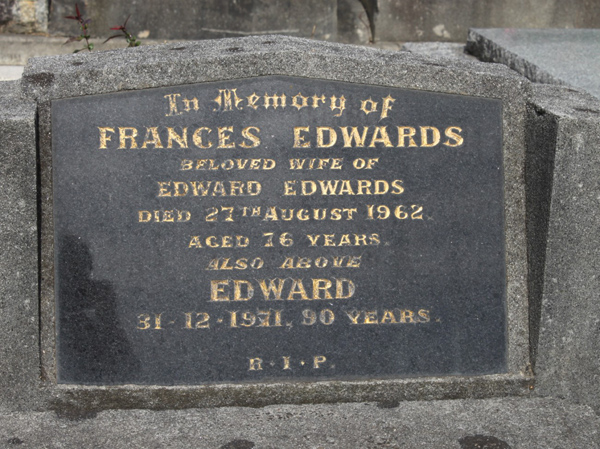 In Memory of
FRANCES EDWARDS
BELOVED WIFE OF
EDWARD EDWARDS
DIED 27TH AUGUST 1962.
AGED 76 YEARS.
ALSO ABOVE
EDWARD
31-12-1971, 90 YEARS.
R.I.P.